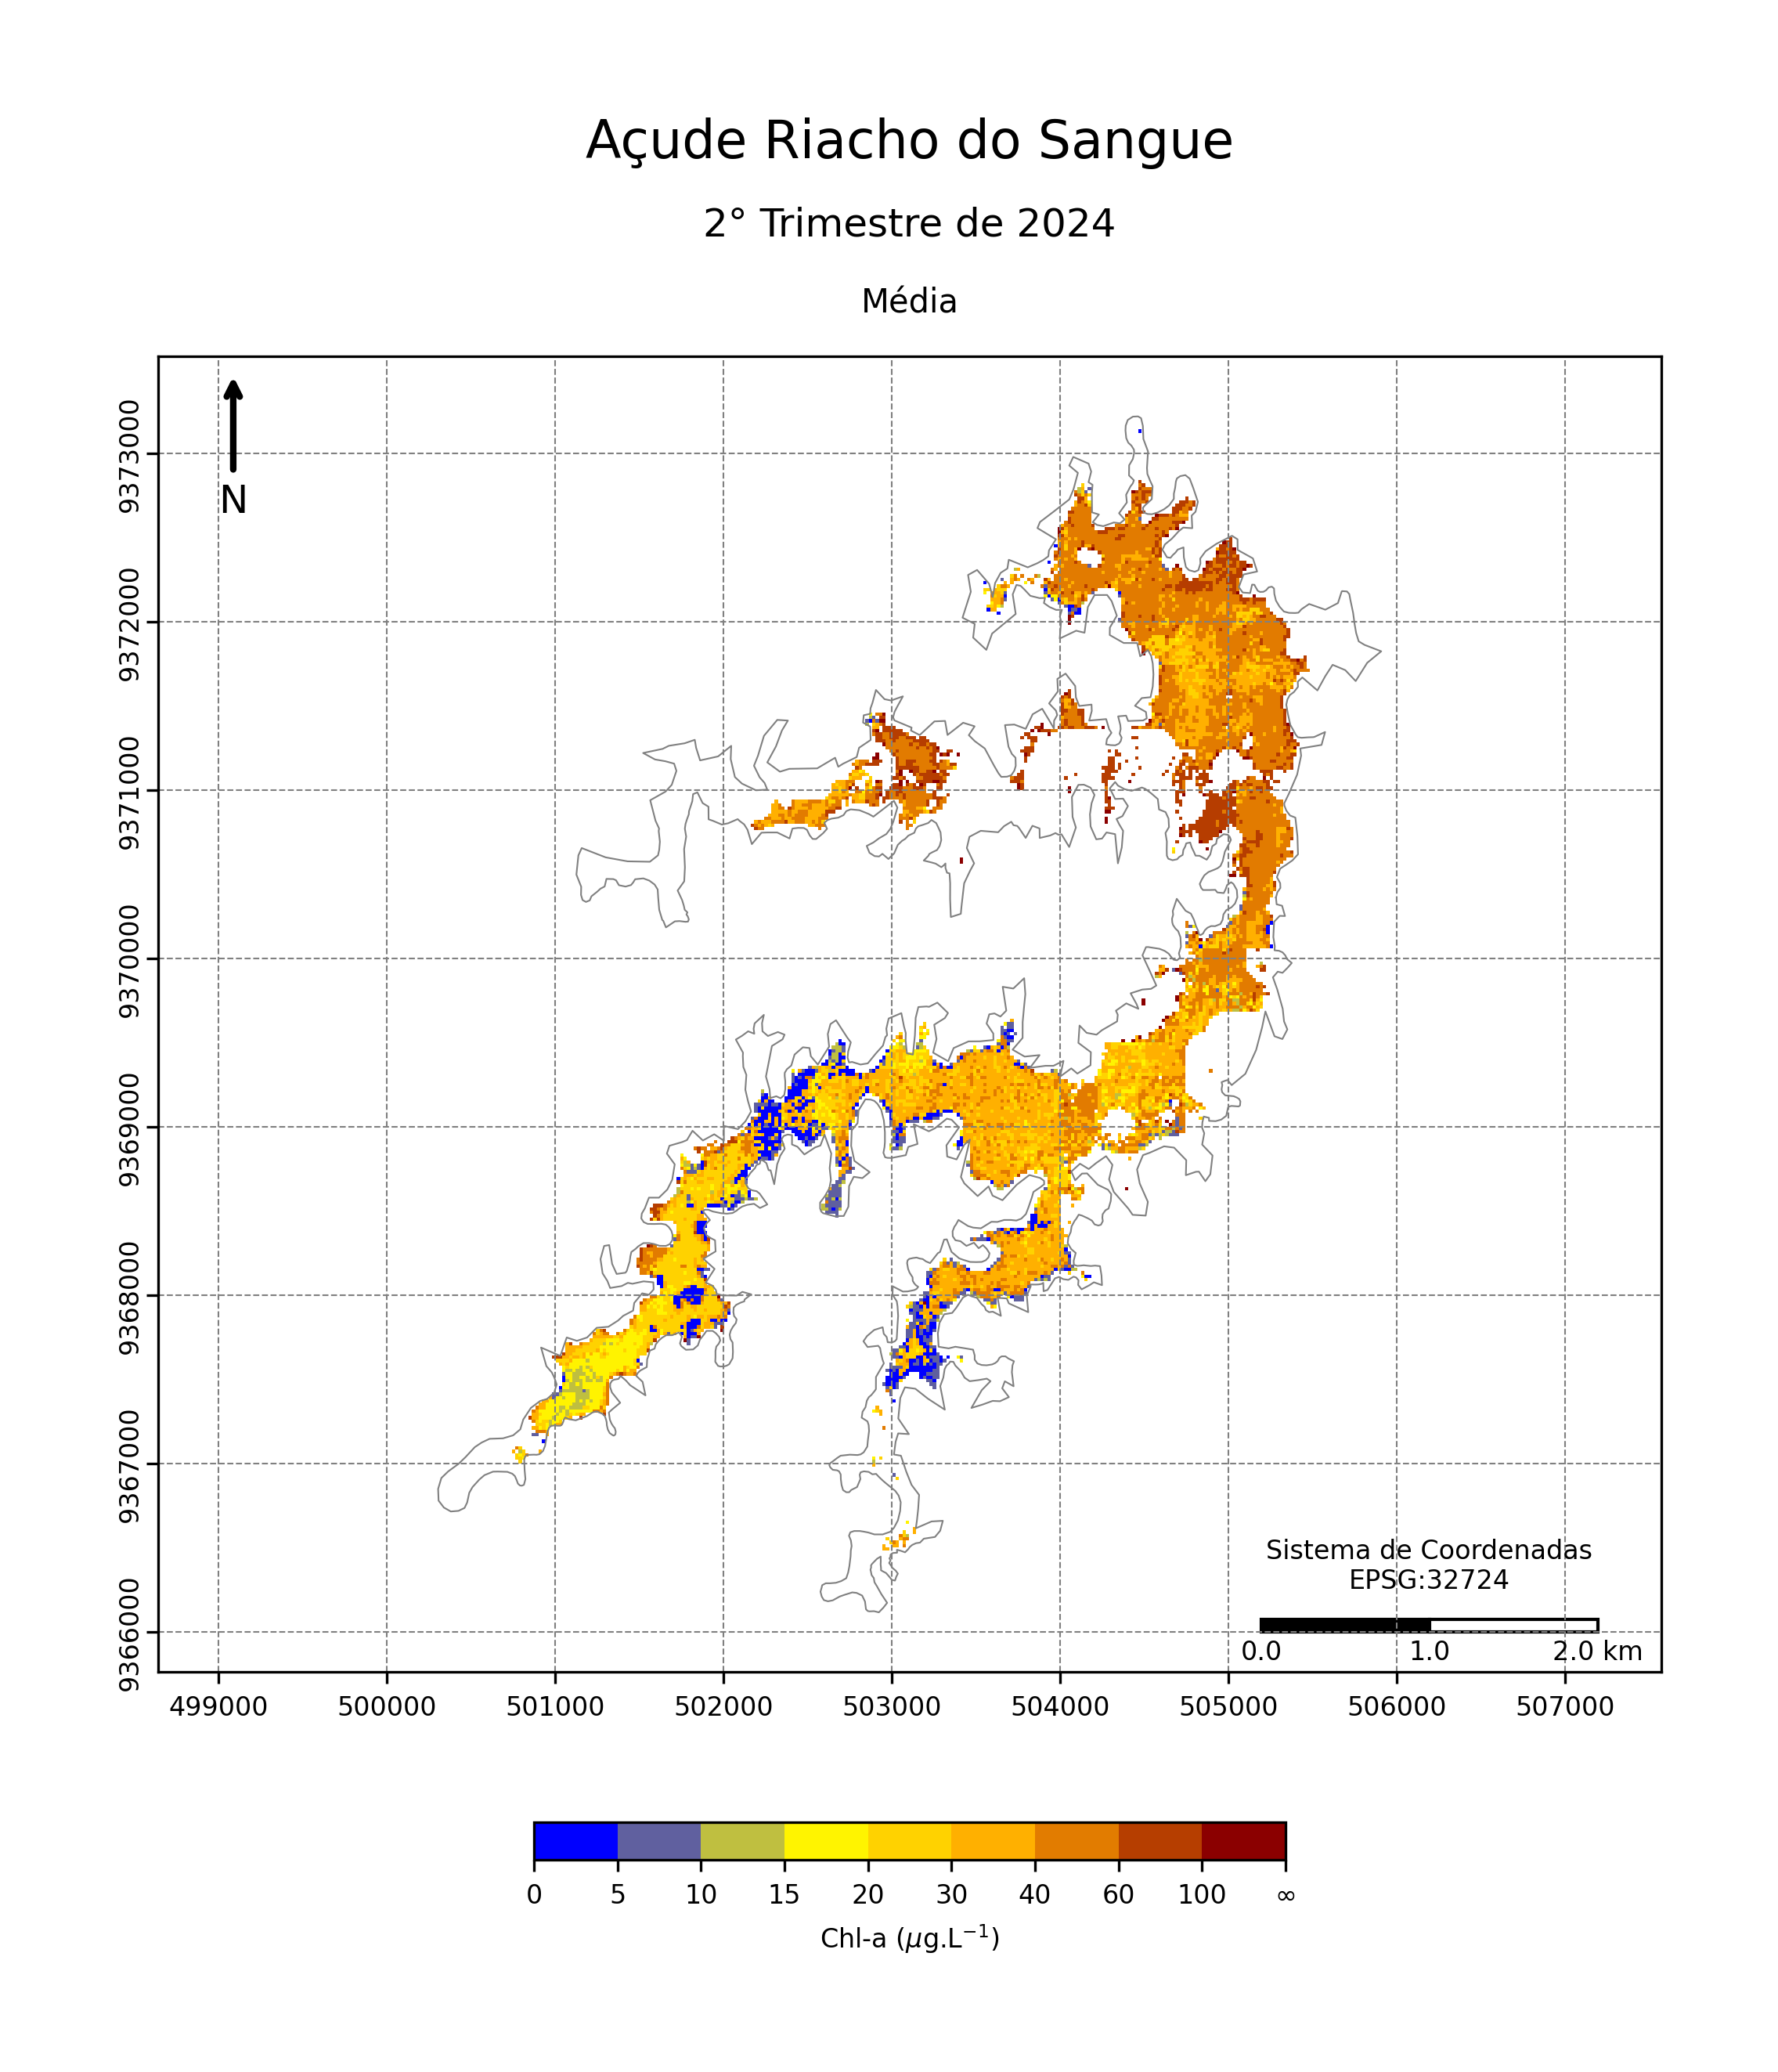 Açude Riacho do Sangue
2° Trimestre de 2024
Média
N
9373000
9372000
9371000
9370000
9369000
9368000
9367000
9366000
Sistema de Coordenadas
EPSG:32724
0.0 1.0 2.0 km
499000 500000 501000 502000 503000 504000 505000 506000 507000
0 5 10 15 20 30 40 60 100 ∞
Chl-a (μg.L⁻¹)